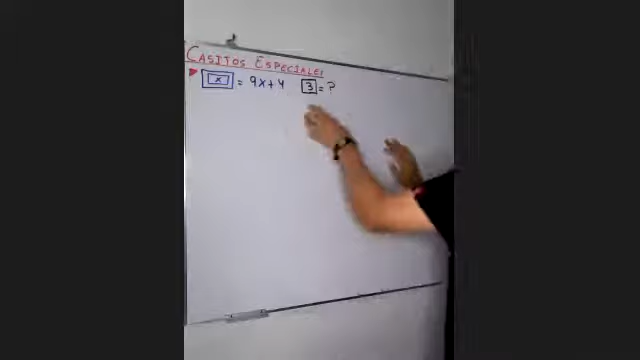 CASITOS ESPECIALES
x = 9x+4 3 = ?